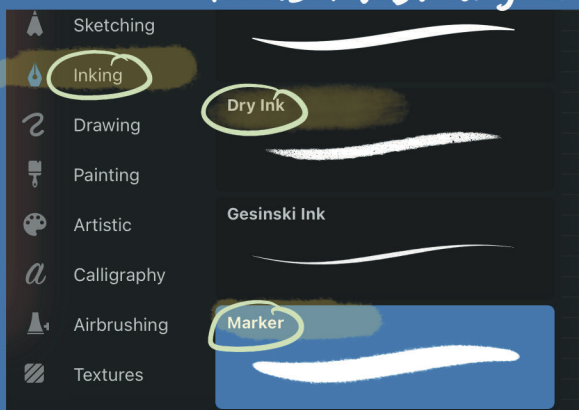 Sketching
Inking
Drawing
Painting
Artistic
Calligraphy
Airbrushing
Textures
Dry Ink
Gesinski Ink
Marker